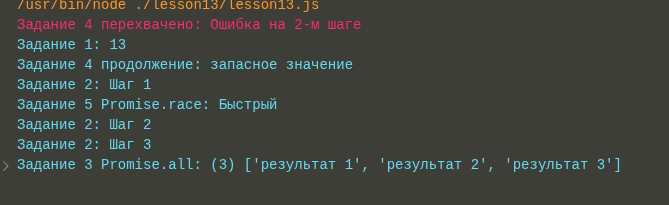 /usr/bin/node ./lesson13/lesson13.js
Задание 4 перехвачено: Ошибка на 2-м шаге
Задание 1: 13
Задание 4 продолжение: запасное значение
Задание 2: Шаг 1
Задание 5 Promise.race: Быстрый
Задание 2: Шаг 2
Задание 2: Шаг 3
> Задание 3 Promise.all: (3) ['результат 1', 'результат 2', 'результат 3']